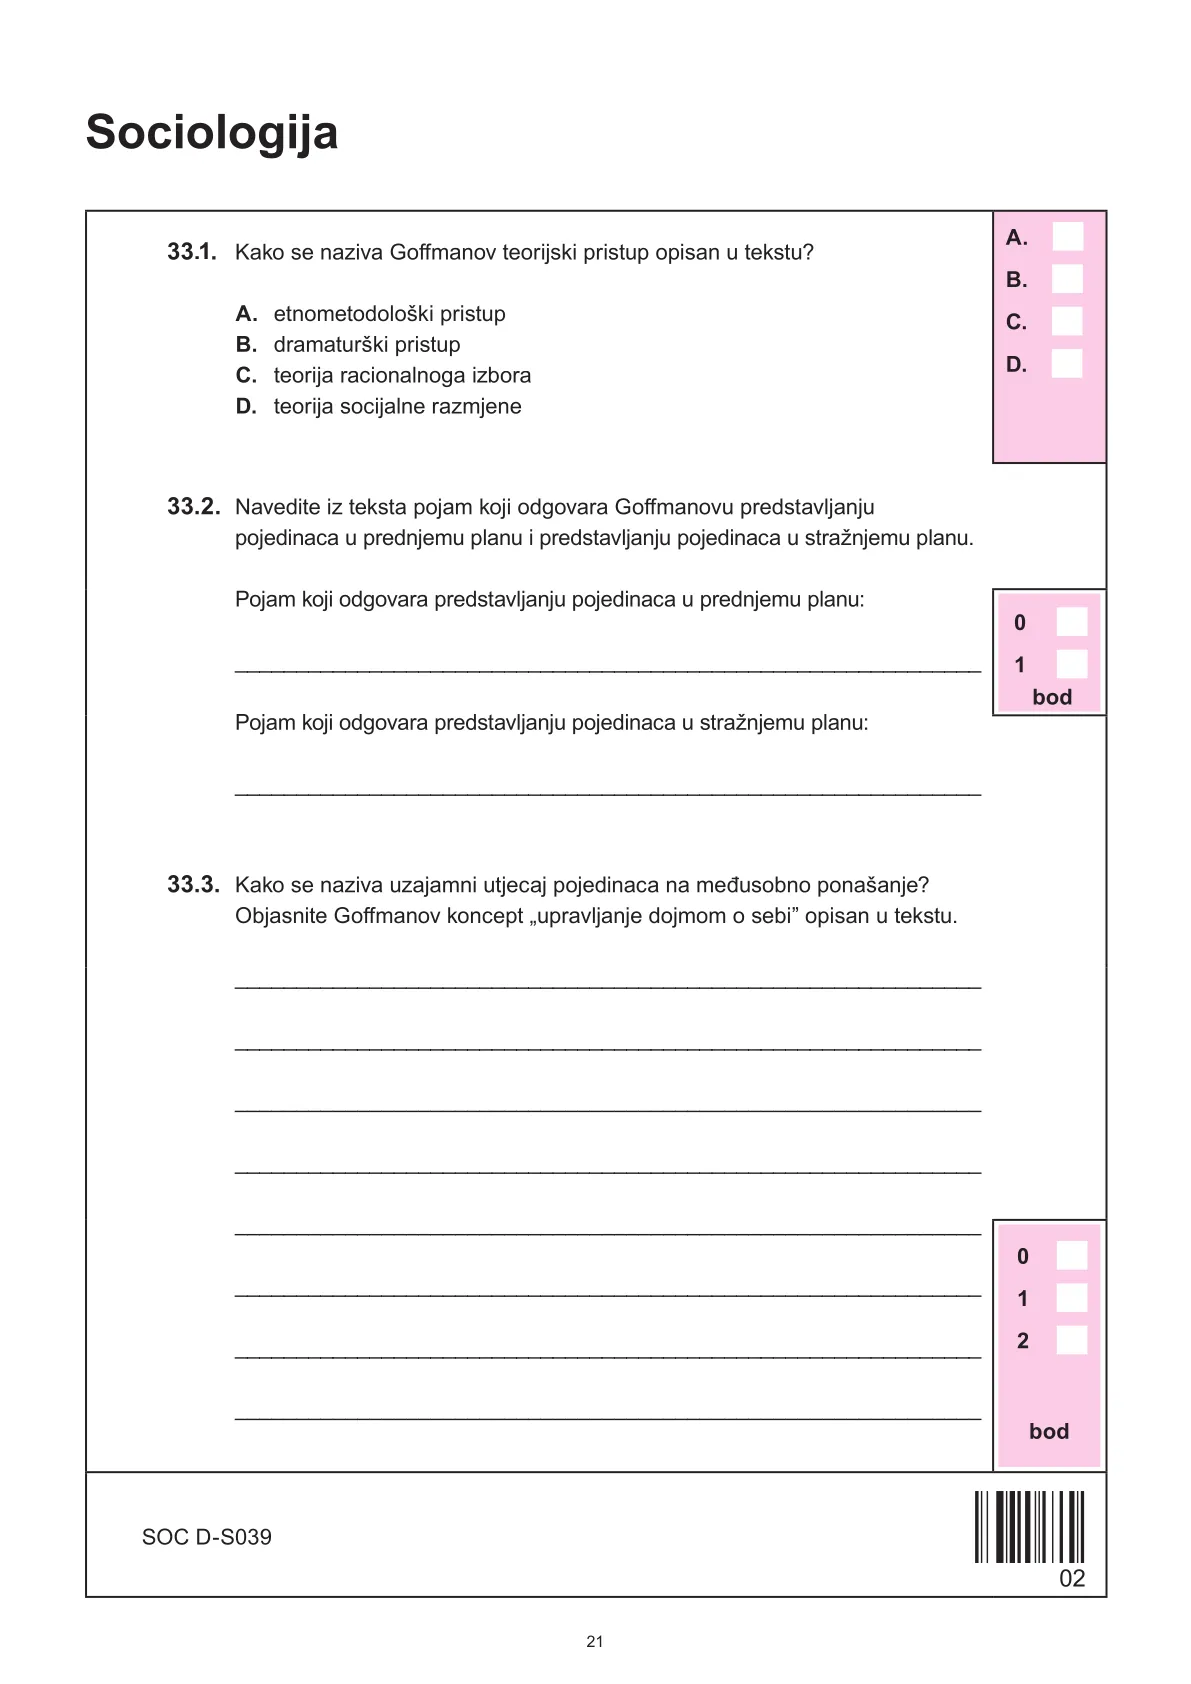 Sociologija
33.1. Kako se naziva Goffmanov teorijski pristup opisan u tekstu?
A. etnometodološki pristup
B. dramaturški pristup
C. teorija racionalnoga izbora
D. teorija socijalne razmjene
A.
B.
C.
D.
33.2. Navedite iz teksta pojam koji odgovara Goffmanovu predstavljanju
pojedinaca u prednjemu planu i predstavljanju pojedinaca u stražnjemu planu.
Pojam koji odgovara predstavljanju pojedinaca u prednjemu planu:
0
1
bod
Pojam koji odgovara predstavljanju pojedinaca u stražnjemu planu:
33.3. Kako se naziva uzajamni utjecaj pojedinaca na međusobno ponašanje?
Objasnite Goffmanov koncept „upravljanje dojmom o sebi” opisan u tekstu.
0
1
2
bod
SOC D-S039
02
21